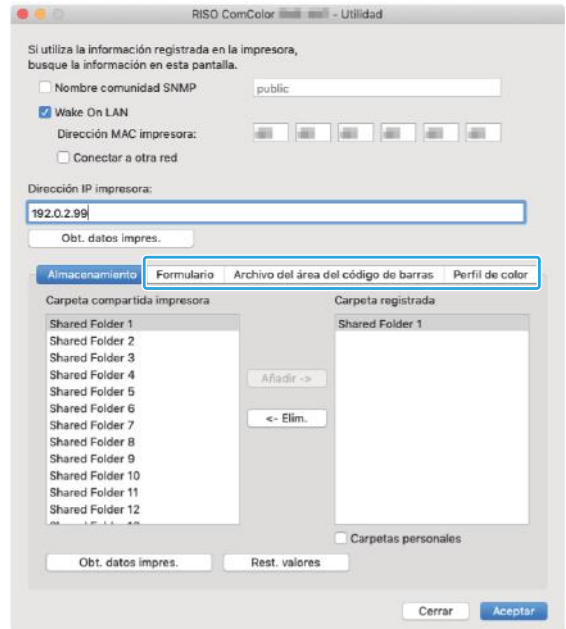 RISO ComColor - Utilidad
Si utiliza la información registrada en la impresora,
busque la información en esta pantalla.
Nombre comunidad SNMP public
Wake On LAN
Dirección MAC impresora:
Conectar a otra red
Dirección IP impresora:
192.0.2.99
Obt. datos impres.
Almacenamiento Formulario Archivo del área del código de barras Perfil de color
Carpeta compartida impresora Carpeta registrada
Shared Folder 1 Shared Folder 1
Shared Folder 2
Shared Folder 3
Shared Folder 4
Shared Folder 5
Shared Folder 6
Shared Folder 7
Shared Folder 8
Shared Folder 9
Shared Folder 10
Shared Folder 11
Shared Folder 12
Añadir ->
<- Elim.
Carpetas personales
Obt. datos impres. Rest. valores
Cerrar Aceptar